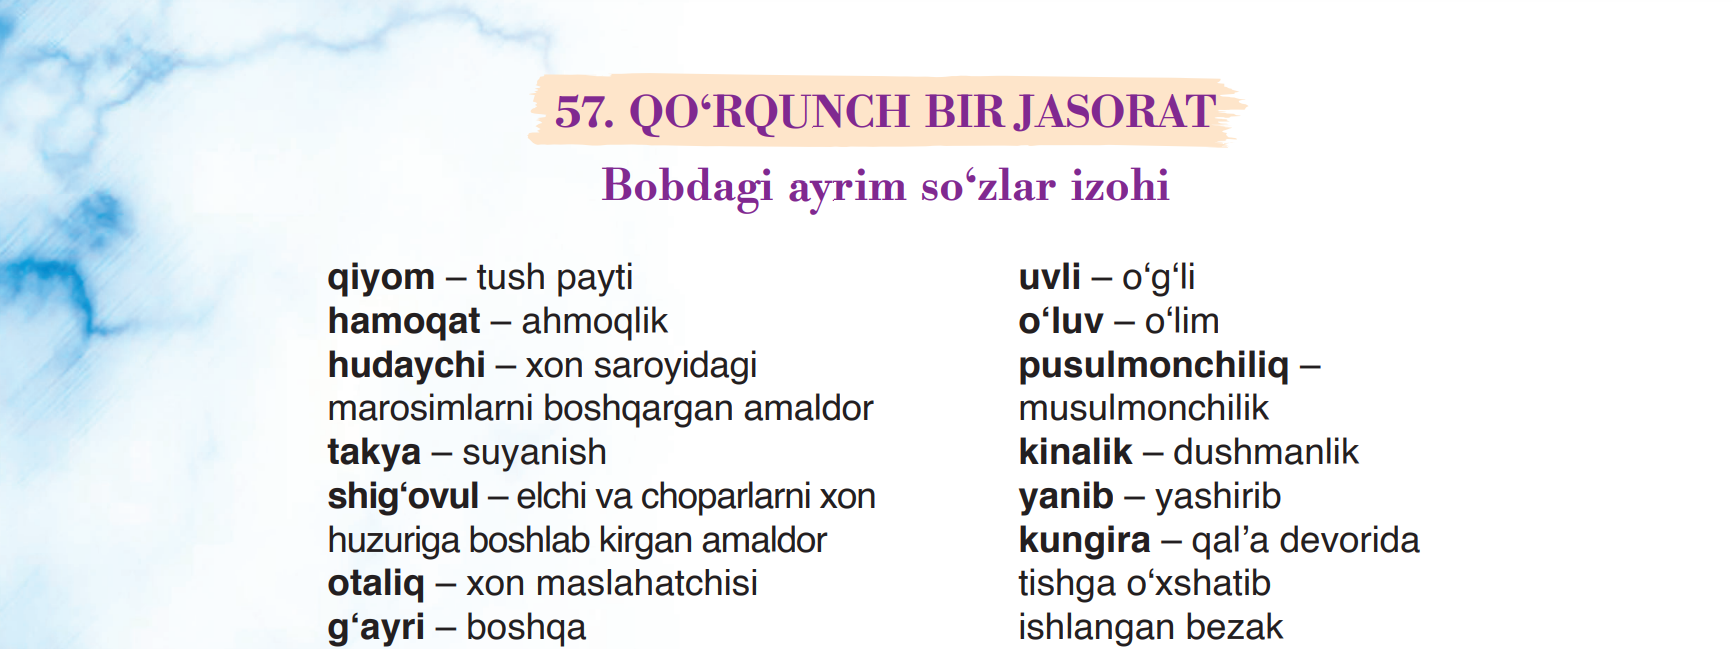 57. QO‘RQUNCH BIR JASORAT
Bobdagi ayrim so‘zlar izohi
qiyom – tush payti
hamoqat – ahmoqlik
hudaychi – xon saroyidagi
marosimlarni boshqargan amaldor
takya – suyanish
shig‘ovul – elchi va choparlarni xon
huzuriga boshlab kirgan amaldor
otaliq – xon maslahatchisi
g‘ayri – boshqa
uvli – o‘g‘li
o‘luv – o‘lim
pusulmonchiliq –
musulmonchilik
kinalik – dushmanlik
yanib – yashirib
kungira – qal’a devorida
tishga o‘xshatib
ishlangan bezak